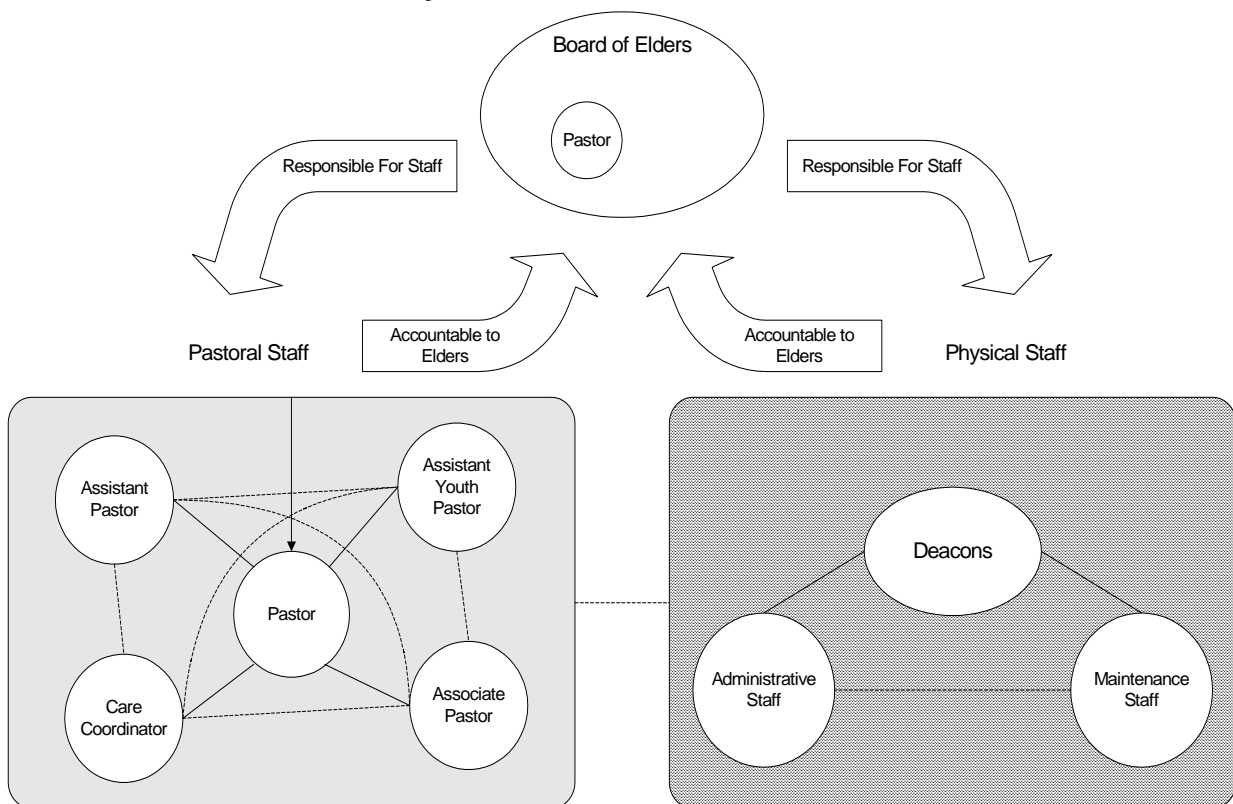 Board of Elders
Pastor
Responsible For Staff
Responsible For Staff
Pastoral Staff
Accountable to
Elders
Accountable to
Elders
Physical Staff
Assistant
Pastor
Assistant
Youth
Pastor
Pastor
Care
Coordinator
Associate
Pastor
Deacons
Administrative
Staff
Maintenance
Staff